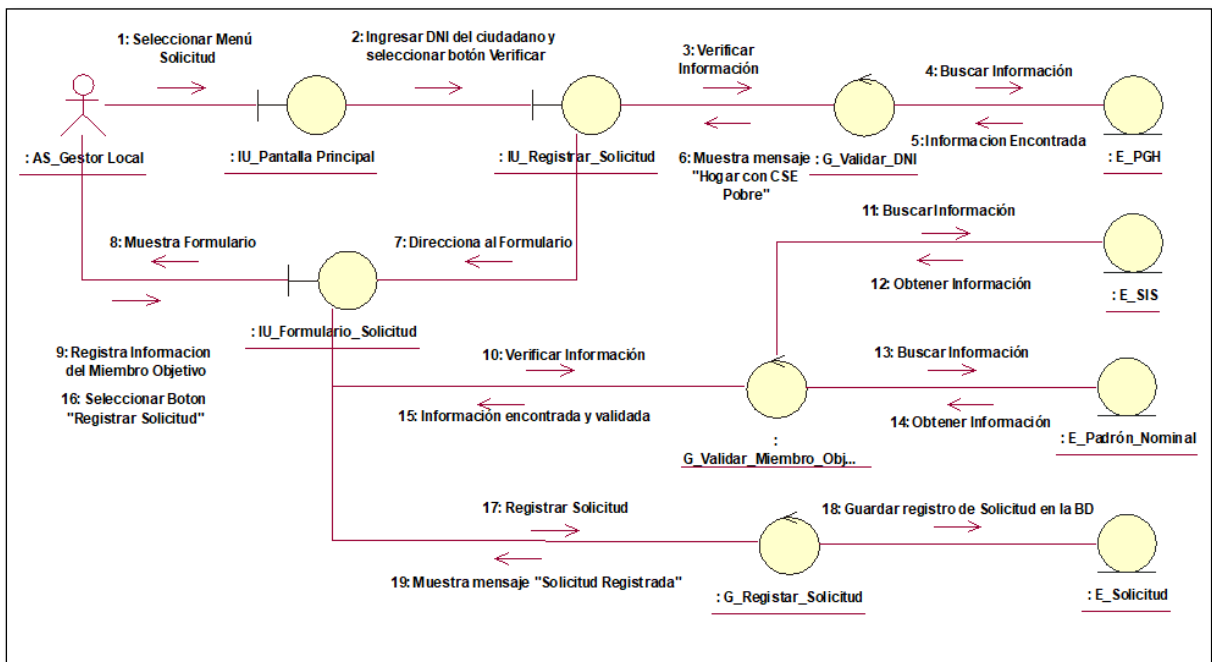 1: Seleccionar Menú
Solicitud
2: Ingresar DNI del ciudadano y
seleccionar botón Verificar
3: Verificar
Información
4: Buscar Información
5:Informacion Encontrada
: AS_Gestor Local
: IU_Pantalla Principal
: IU_Registrar_Solicitud
6: Muestra mensaje
"Hogar con CSE
Pobre"
: G_Validar_DNI
: E_PGH
11: Buscar Información
8: Muestra Formulario
7: Direcciona al Formulario
12: Obtener Información
: E_SIS
: IU_Formulario_Solicitud
9: Registra Informacion
del Miembro Objetivo
10: Verificar Información
13: Buscar Información
16: Seleccionar Boton
"Registrar Solicitud"
15: Información encontrada y validada
14: Obtener Información
:
G_Validar_Miembro_Obj...
: E_Padrón_Nominal
17: Registrar Solicitud
18: Guardar registro de Solicitud en la BD
19: Muestra mensaje "Solicitud Registrada"
: G_Registar_Solicitud
: E_Solicitud